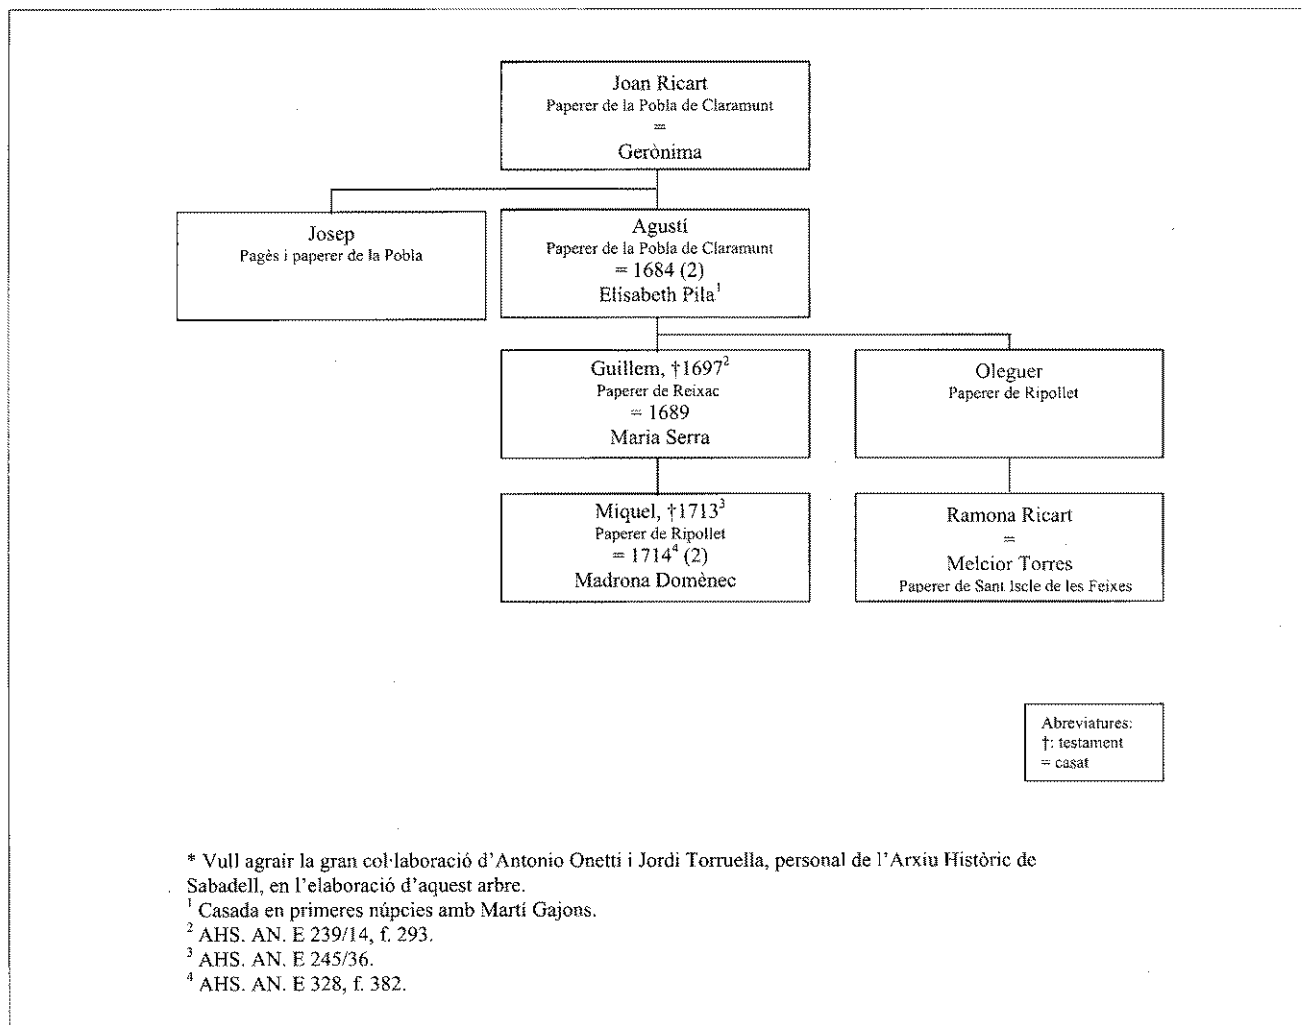 Joan Ricart
Paperer de la Pobla de Claramunt
=
Gerònima
Josep
Pagès i paperer de la Pobla
Agustí
Paperer de la Pobla de Claramunt
= 1684 (2)
Elisabeth Pila¹
Guillem, †1697²
Paperer de Reixac
= 1689
Maria Serra
Oleguer
Paperer de Ripollet
Miquel, †1713³
Paperer de Ripollet
= 1714⁴ (2)
Madrona Domènec
Ramona Ricart
=
Melcior Torres
Paperer de Sant Iscle de les Feixes
Abreviatures:
†: testament
= casat
* Vull agrair la gran col·laboració d'Antonio Onetti i Jordi Torruella, personal de l'Arxiu Històric de
Sabadell, en l'elaboració d'aquest arbre.
¹ Casada en primeres núpcies amb Martí Gajons.
² AHS. AN. E 239/14, f. 293.
³ AHS. AN. E 245/36.
⁴ AHS. AN. E 328, f. 382.